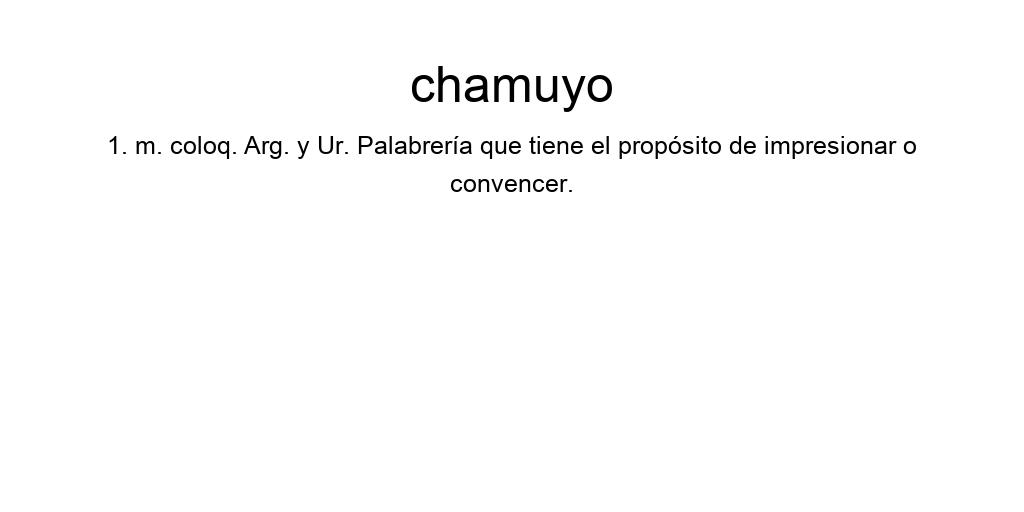 chamuyo
1. m. coloq. Arg. y Ur. Palabrería que tiene el propósito de impresionar o
convencer.